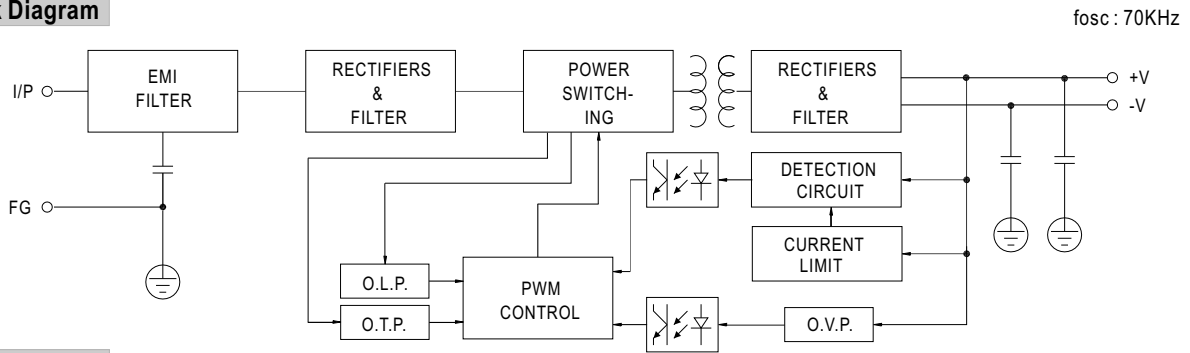 Diagram
fosc : 70KHz
I/P
EMI
FILTER
RECTIFIERS
&
FILTER
POWER
SWITCH-
ING
RECTIFIERS
&
FILTER
+V
-V
DETECTION
CIRCUIT
FG
CURRENT
LIMIT
O.L.P.
PWM
CONTROL
O.T.P.
O.V.P.